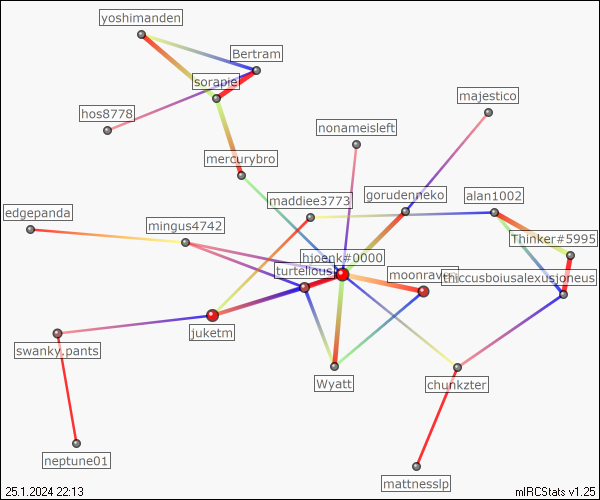 yoshimanden
Bertram
sorapie
hos8778
majestico
nonameisleft
mercurybro
maddiee3773
gorudenneko
alan1002
edgepanda
mingus4742
Thinker#5995
hjoenk#0000
turtellous
thiccusboiusalexusjoneus
juketm
swanky.pants
Wyatt
chunkzter
neptune01
mattnesslp
25.1.2024 22:13
mIRCStats v1.25